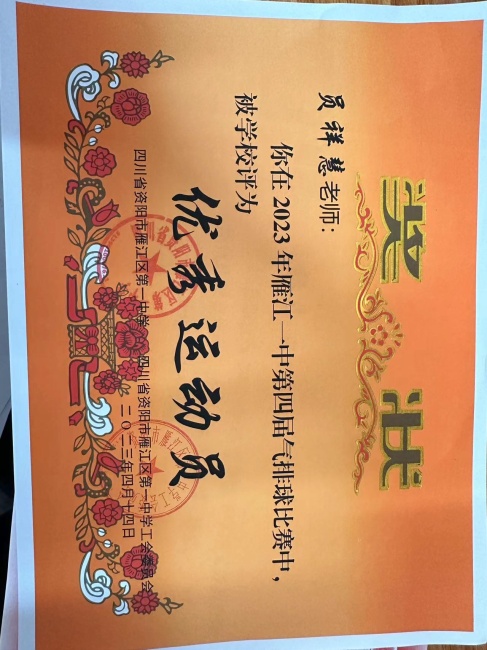 奖状
员祥慧老师：
你在2023年雁江一中第四届气排球比赛中，
被学校评为
优秀运动员
四川省资阳市雁江区第一中学 四川省资阳市雁江区第一中学工会委员会
二〇二三年四月十四日